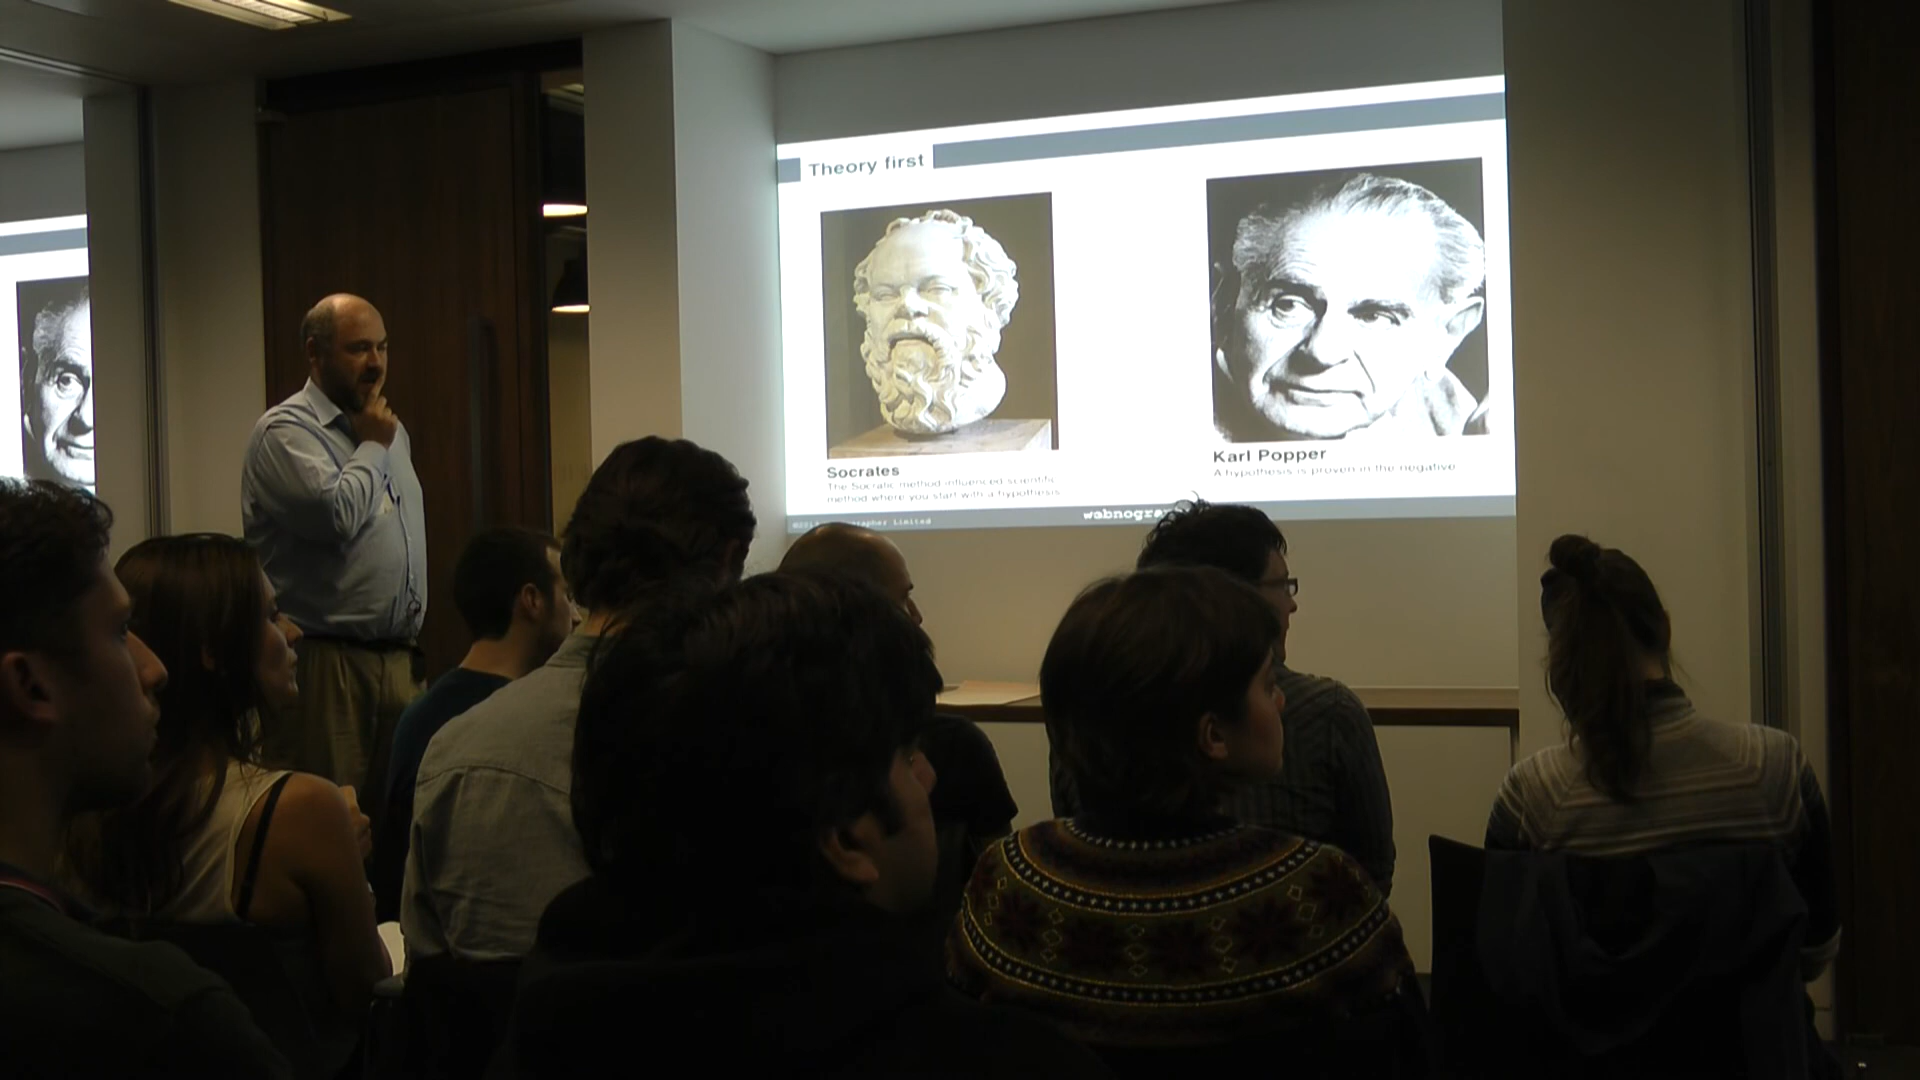 Theory first
Socrates
The Socratic method influenced scientific
method where you start with a hypothesis
Karl Popper
A hypothesis is proven in the negative
Limited